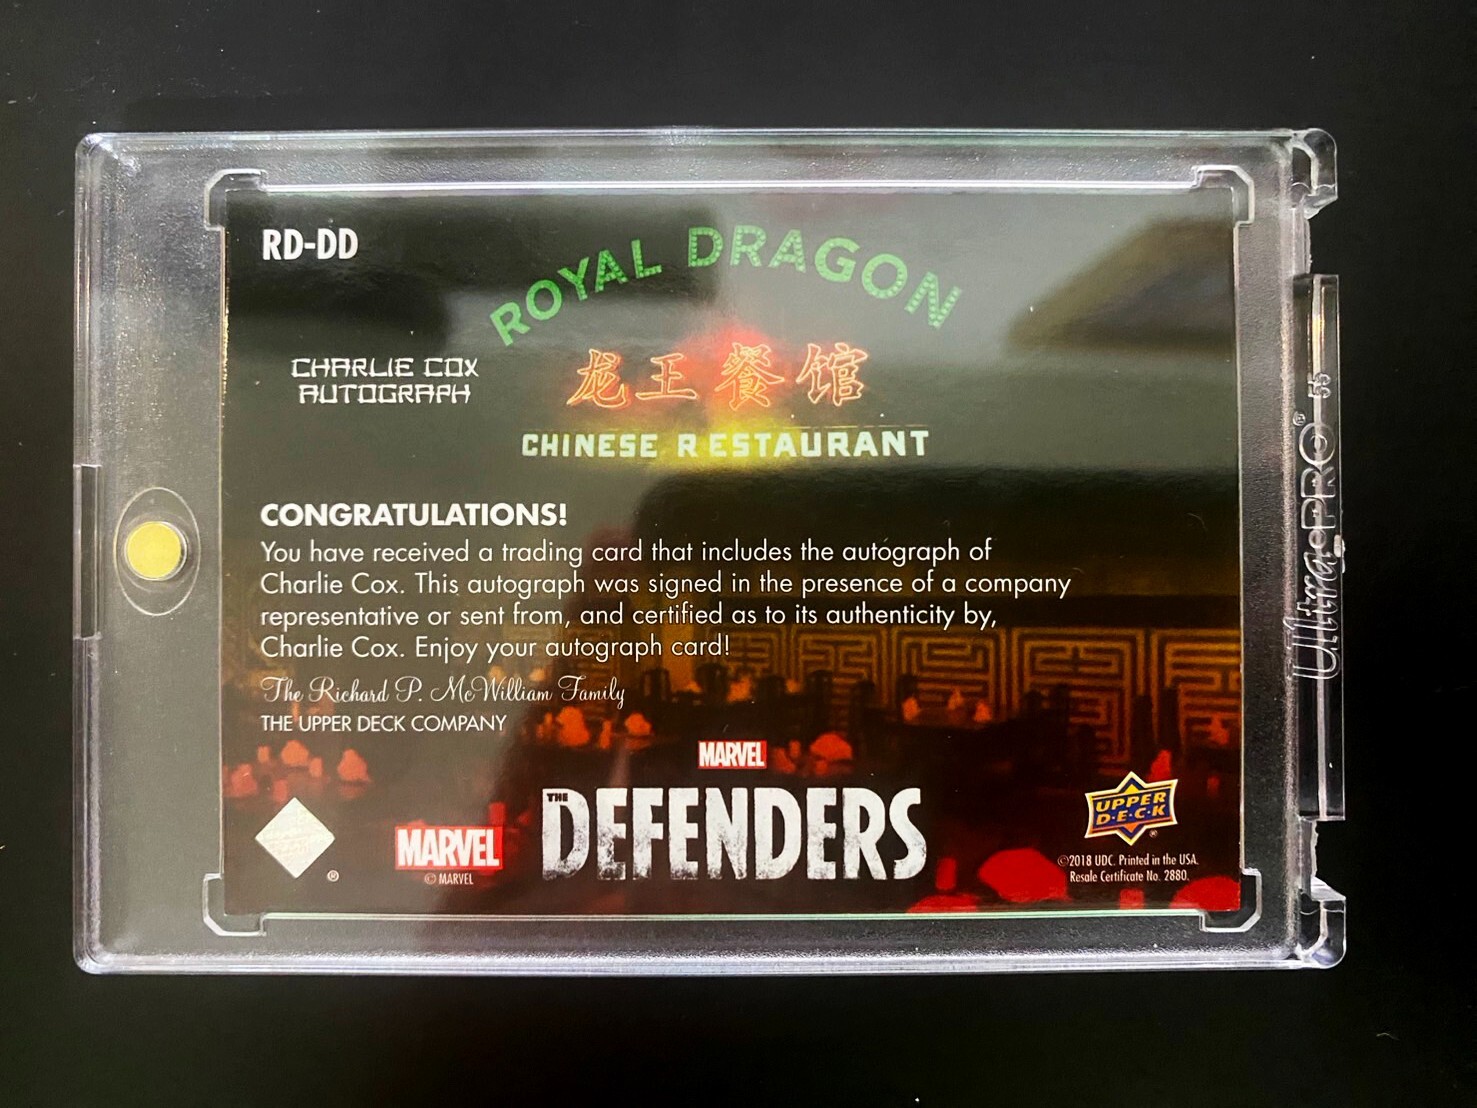 RD-DD
ROYAL DRAGON
龙王餐馆
CHINESE RESTAURANT
CHARLIE COX
AUTOGRAPH
CONGRATULATIONS!
You have received a trading card that includes the autograph of
Charlie Cox. This autograph was signed in the presence of a company
representative or sent from, and certified as to its authenticity by,
Charlie Cox. Enjoy your autograph card!
The Richard P. McWilliam Family
THE UPPER DECK COMPANY
MARVEL
THE DEFENDERS
®
MARVEL
© MARVEL
UPPER
D·E·C·K
®
©2018 UDC. Printed in the USA.
Resale Certificate No. 2880.
UltraPRO® 55